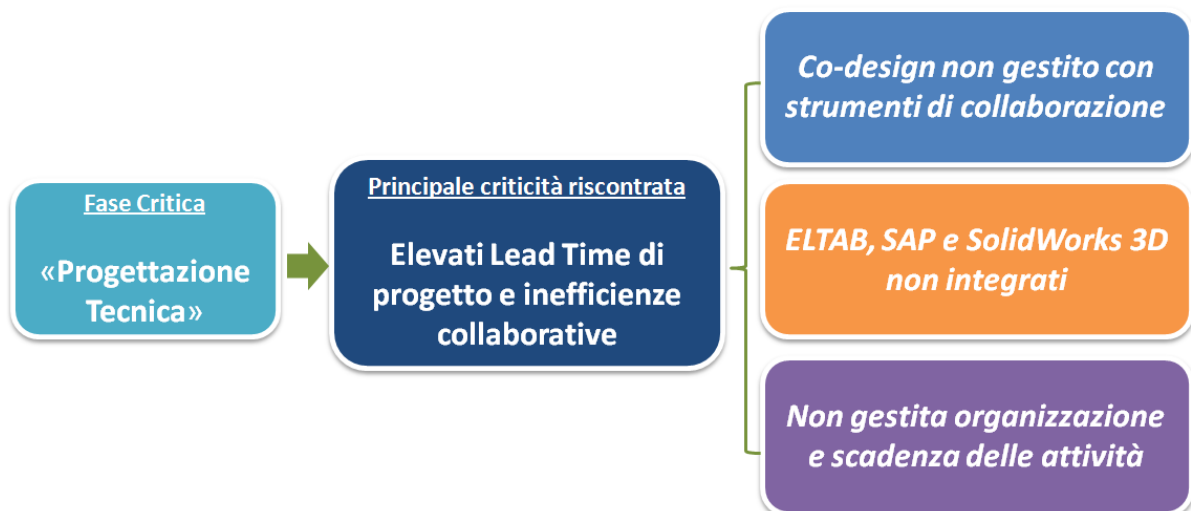 Fase Critica
«Progettazione
Tecnica»
Principale criticità riscontrata
Elevati Lead Time di
progetto e inefficienze
collaborative
Co-design non gestito con
strumenti di collaborazione
ELTAB, SAP e SolidWorks 3D
non integrati
Non gestita organizzazione
e scadenza delle attività